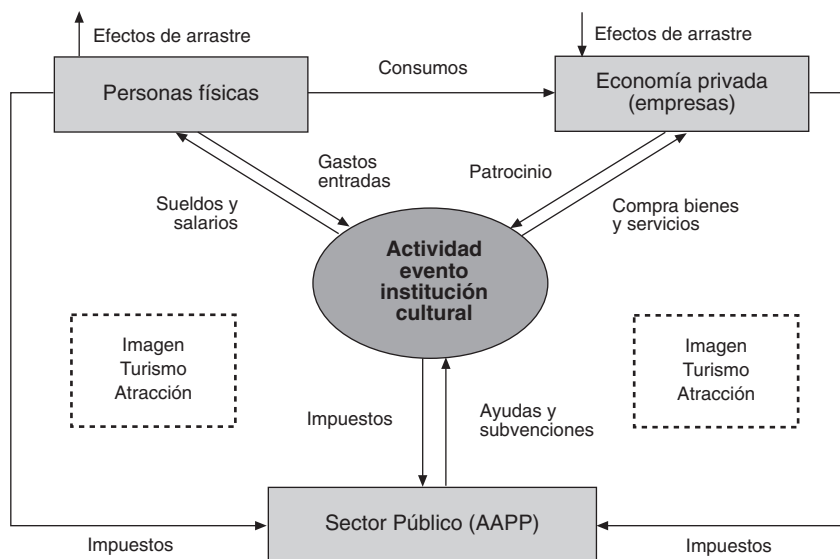 Efectos de arrastre
Efectos de arrastre
Personas físicas
Consumos
Economía privada
(empresas)
Gastos
entradas
Patrocinio
Sueldos y
salarios
Compra bienes
y servicios
Actividad
evento
institución
cultural
Imagen
Turismo
Atracción
Imagen
Turismo
Atracción
Impuestos
Ayudas y
subvenciones
Sector Público (AAPP)
Impuestos
Impuestos